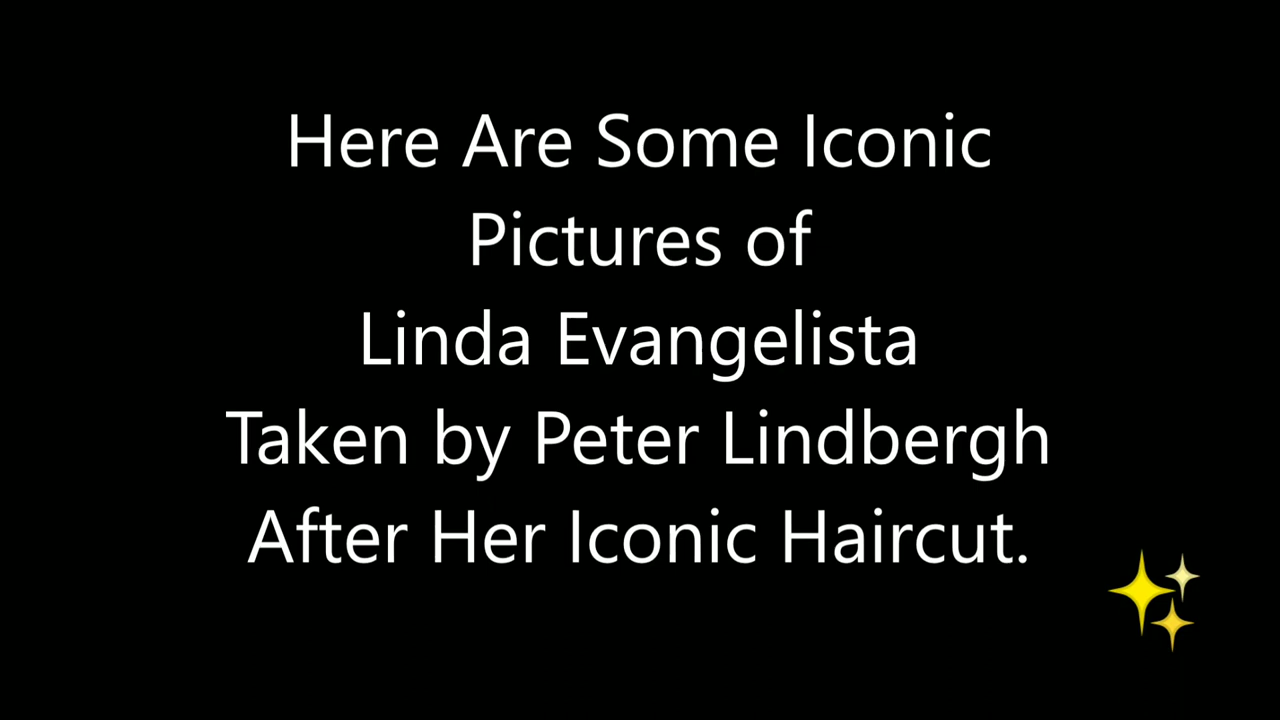 Here Are Some Iconic
Pictures of
Linda Evangelista
Taken by Peter Lindbergh
After Her Iconic Haircut.